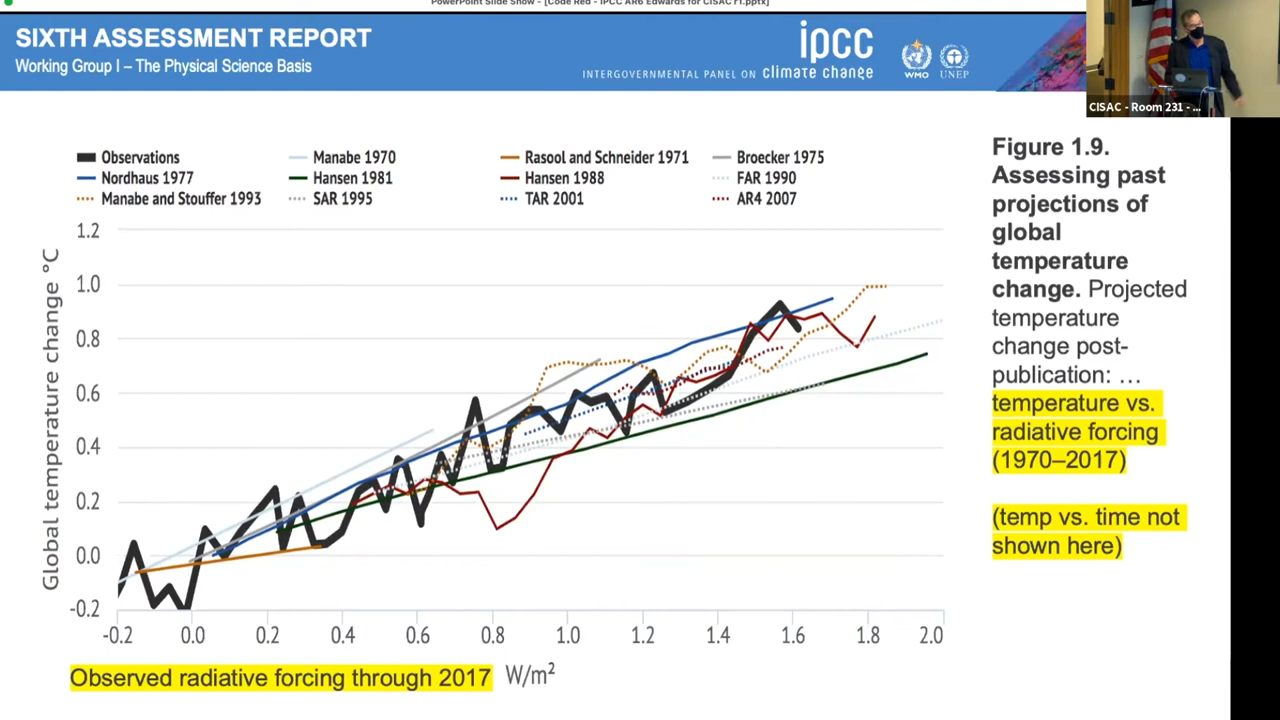 PowerPoint Slide Show - [Code Red - IPCC AR6 Edwards for CISAC r1.pptx]
SIXTH ASSESSMENT REPORT
Working Group I – The Physical Science Basis
ipcc
INTERGOVERNMENTAL PANEL ON climate change
WMO
UNEP
CISAC - Room 231 - ...
Observations
Manabe 1970
Rasool and Schneider 1971
Broecker 1975
Nordhaus 1977
Hansen 1981
Hansen 1988
FAR 1990
Manabe and Stouffer 1993
SAR 1995
TAR 2001
AR4 2007
Global temperature change °C
1.2
1.0
0.8
0.6
0.4
0.2
0.0
-0.2
-0.2 0.0 0.2 0.4 0.6 0.8 1.0 1.2 1.4 1.6 1.8 2.0
Observed radiative forcing through 2017 W/m²
Figure 1.9.
Assessing past
projections of
global
temperature
change. Projected
temperature
change post-
publication: …
temperature vs.
radiative forcing
(1970–2017)
(temp vs. time not
shown here)